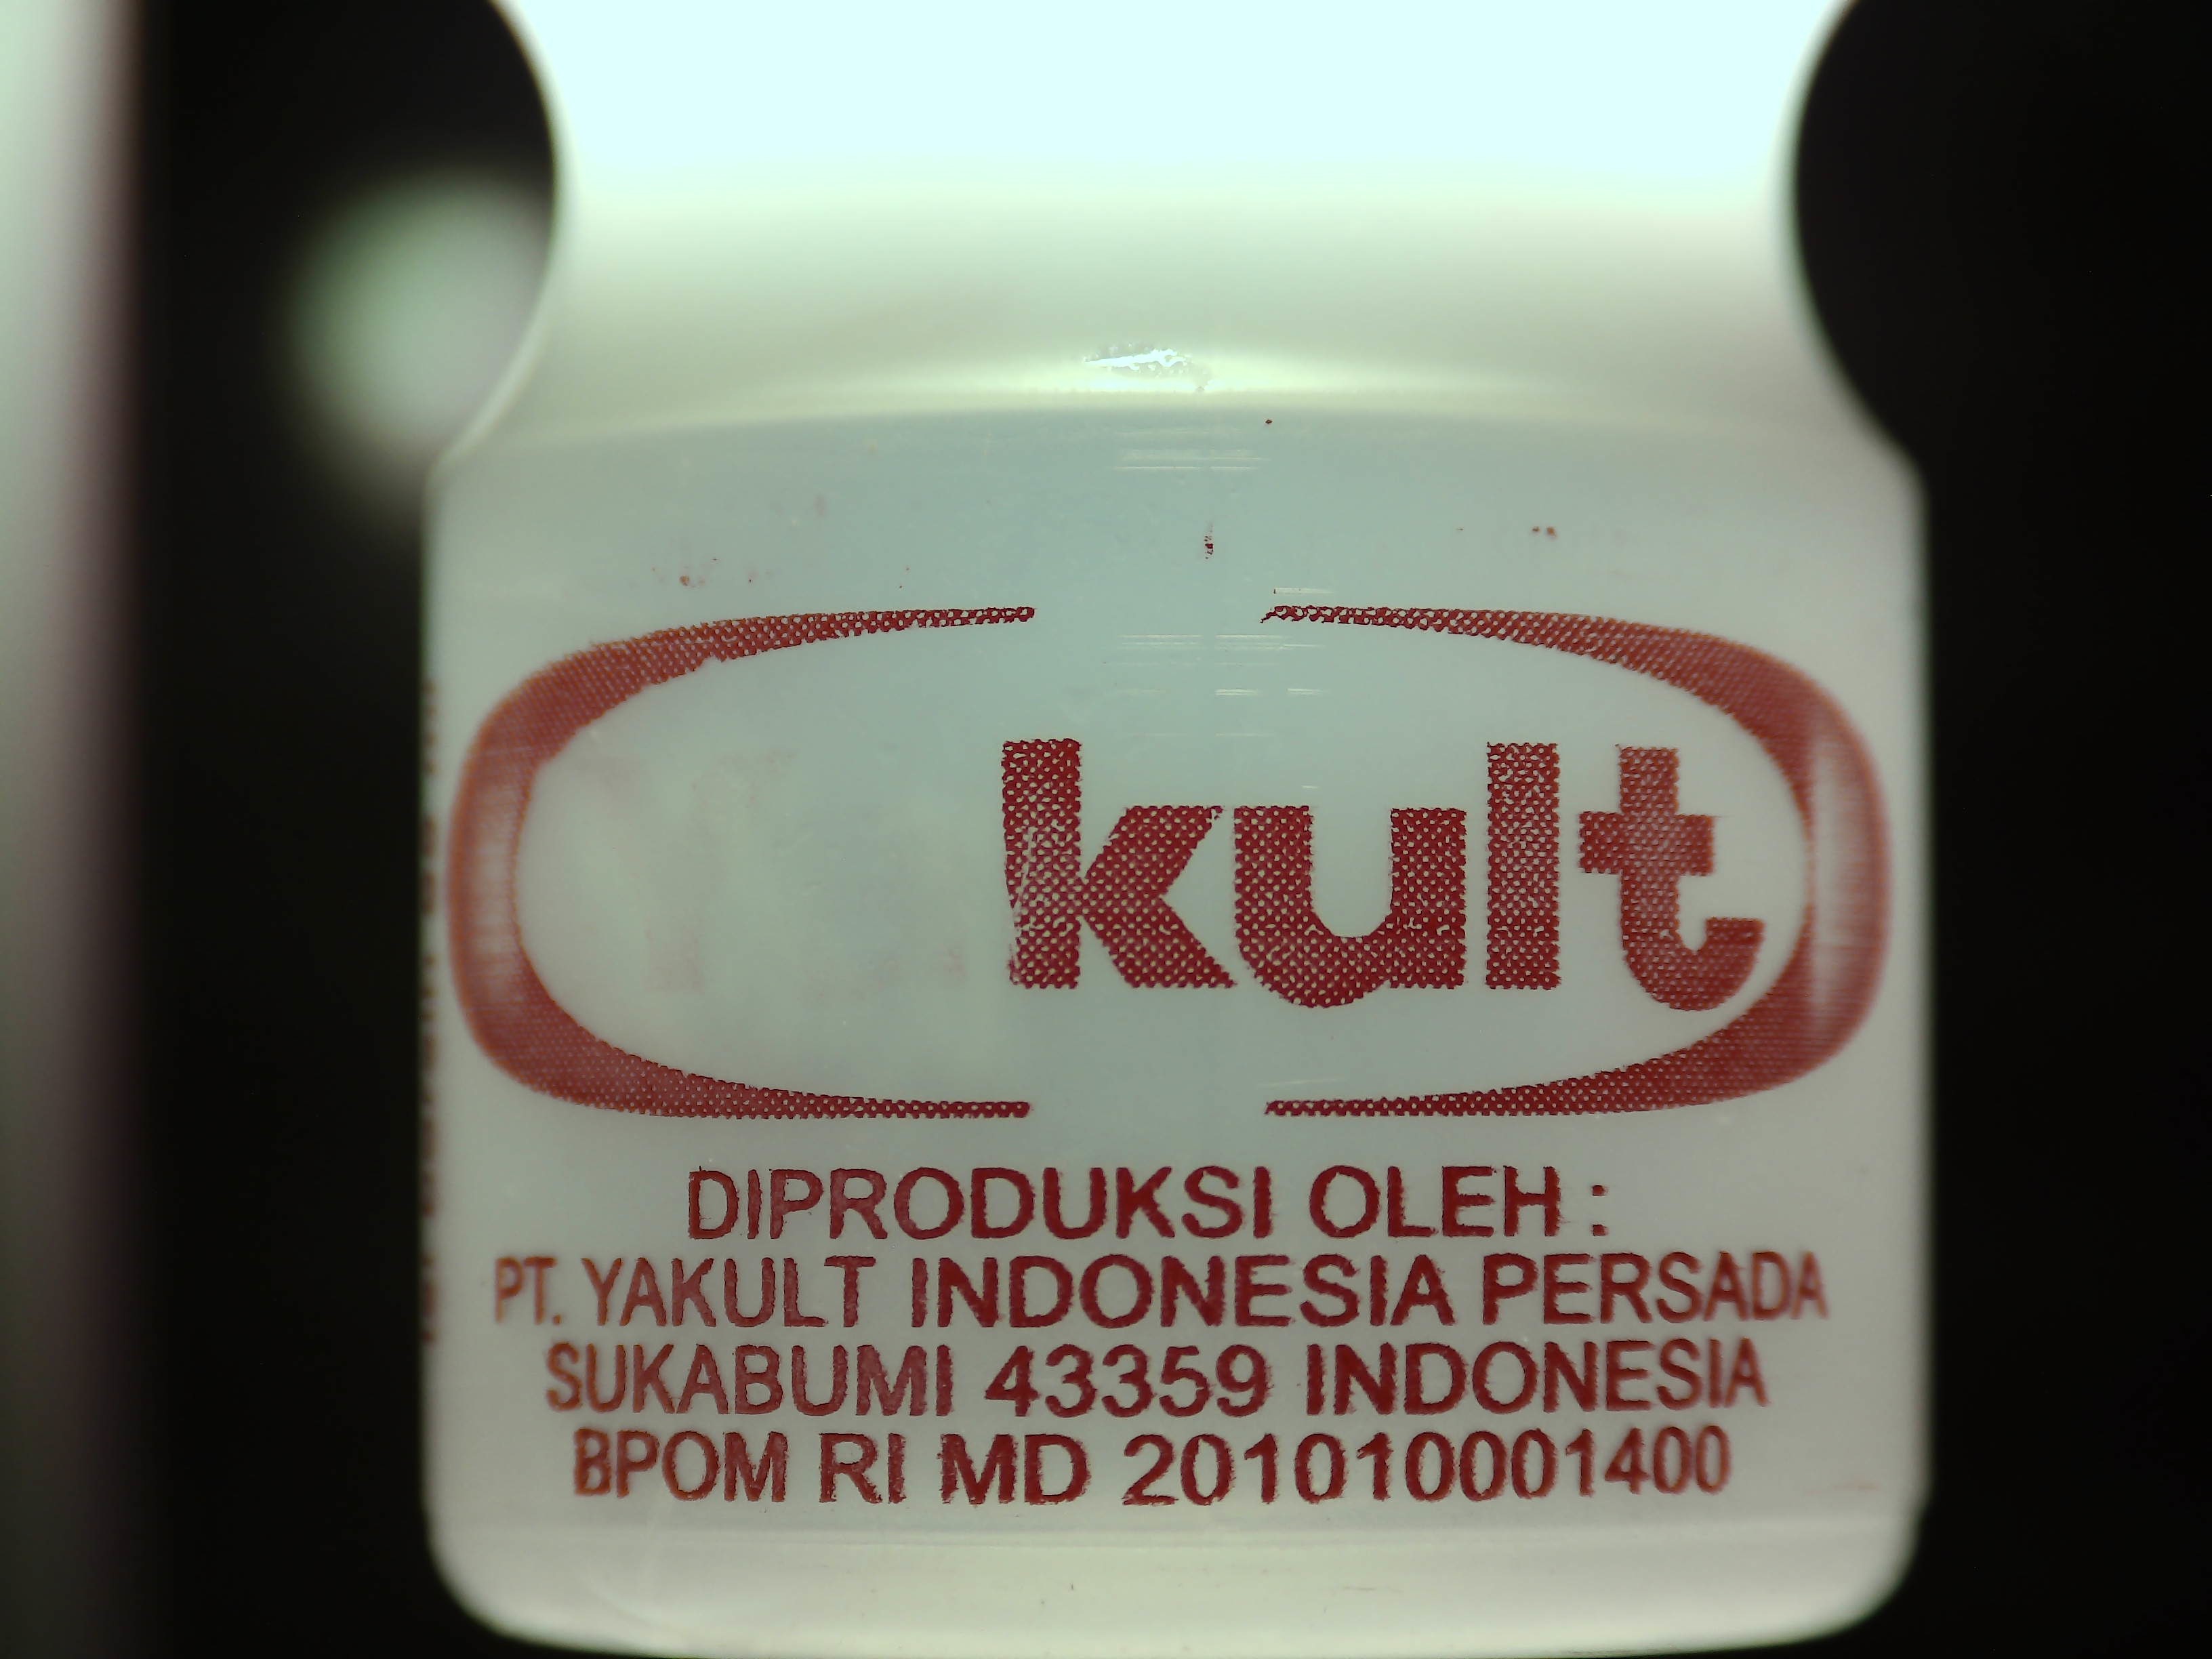 kult
DIPRODUKSI OLEH :
PT. YAKULT INDONESIA PERSADA
SUKABUMI 43359 INDONESIA
BPOM RI MD 201010001400